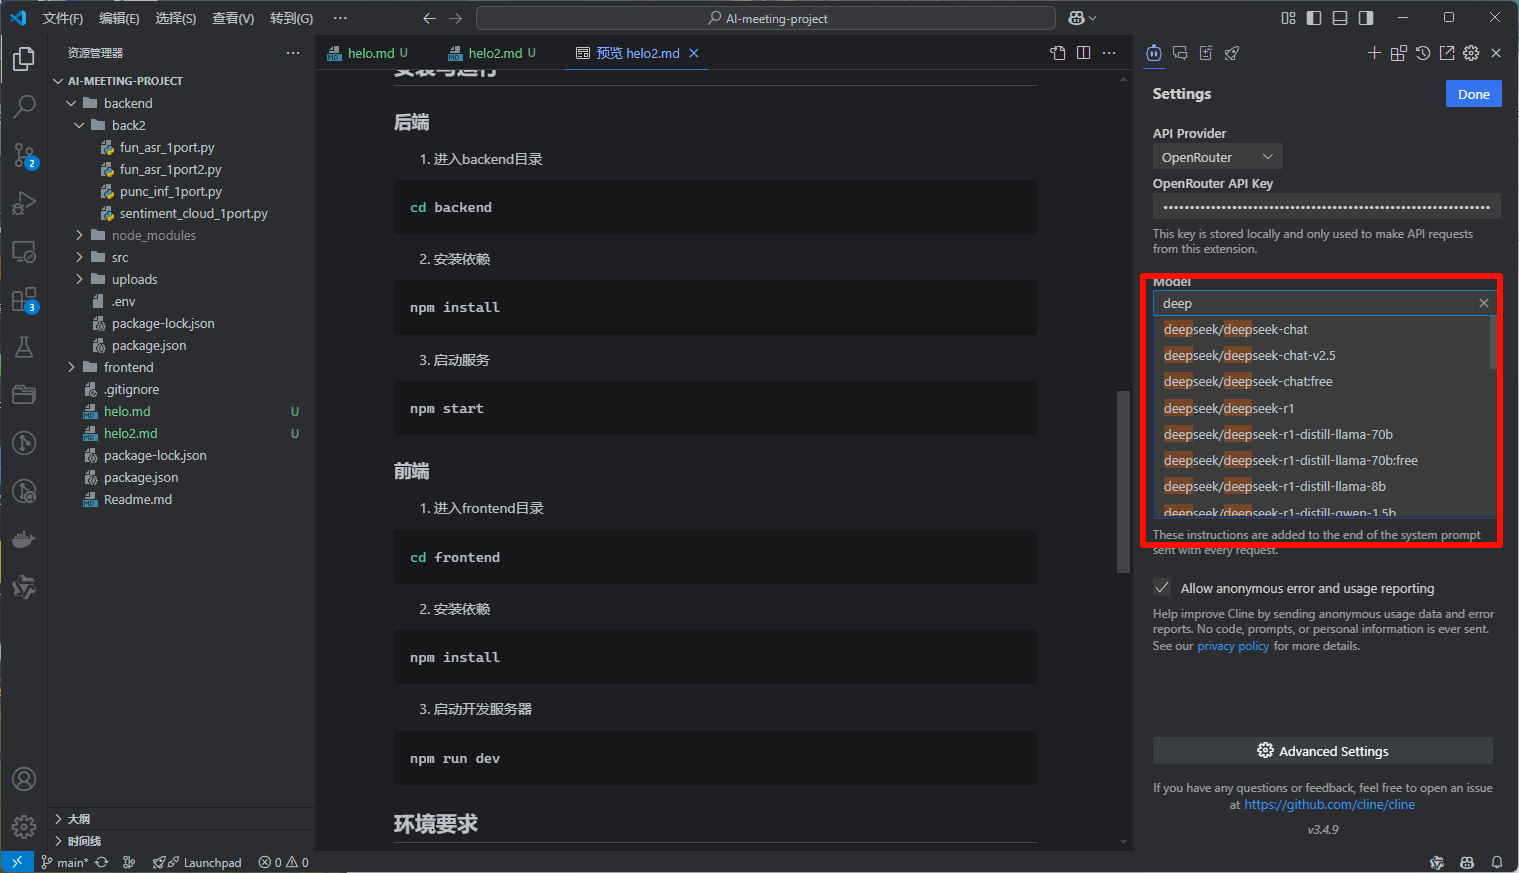 文件(F) 编辑(E) 选择(S) 查看(V) 转到(G) ··· AI-meeting-project
资源管理器 ···
AI-MEETING-PROJECT
backend
back2
fun_asr_1port.py
fun_asr_1port2.py
punc_inf_1port.py
sentiment_cloud_1port.py
node_modules
src
uploads
.env
package-lock.json
package.json
frontend
.gitignore
helo.md U
helo2.md U
package-lock.json
package.json
Readme.md
大纲
时间线
2
3
helo.md U helo2.md U 预览 helo2.md
安装与运行
后端
1. 进入backend目录
cd backend
2. 安装依赖
npm install
3. 启动服务
npm start
前端
1. 进入frontend目录
cd frontend
2. 安装依赖
npm install
3. 启动开发服务器
npm run dev
环境要求
Settings Done
API Provider
OpenRouter
OpenRouter API Key
This key is stored locally and only used to make API requests
from this extension.
Model
deep
deepseek/deepseek-chat
deepseek/deepseek-chat-v2.5
deepseek/deepseek-chat:free
deepseek/deepseek-r1
deepseek/deepseek-r1-distill-llama-70b
deepseek/deepseek-r1-distill-llama-70b:free
deepseek/deepseek-r1-distill-llama-8b
deepseek/deepseek-r1-distill-qwen-1.5b
These instructions are added to the end of the system prompt
sent with every request.
Allow anonymous error and usage reporting
Help improve Cline by sending anonymous usage data and error
reports. No code, prompts, or personal information is ever sent.
See our privacy policy for more details.
Advanced Settings
If you have any questions or feedback, feel free to open an issue
at https://github.com/cline/cline
v3.4.9
main* Launchpad 0 0